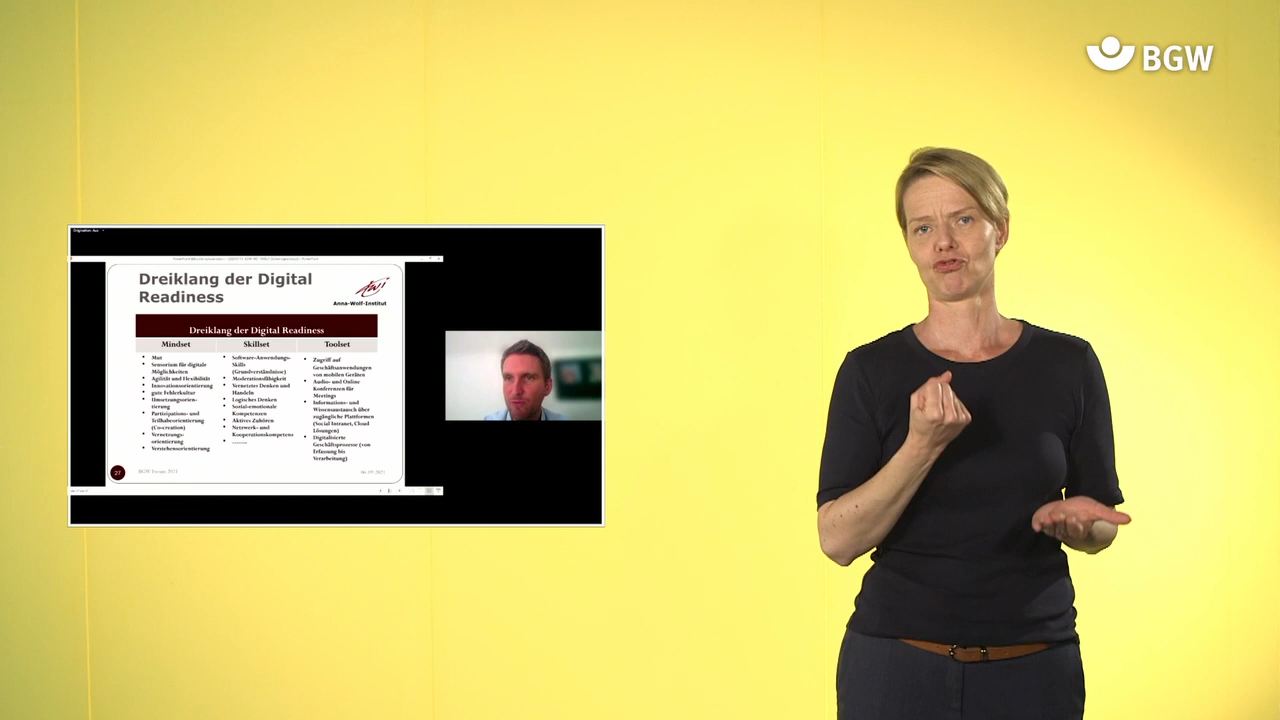 BGW
Dreiklang der Digital
Readiness
Anna-Wolf-Institut
Dreiklang der Digital Readiness
Mindset
Skillset
Toolset
Mut
Sensorium für digitale
Möglichkeiten
Agilität und Flexibilität
Innovationsorientierung
gute Fehlerkultur
Umsetzungsorien-
tierung
Partizipations- und
Teilhabeorientierung
(Co-creation)
Vernetzungs-
orientierung
Verstehensorientierung
Software-Anwendungs-
Skills
(Grundverständnisse)
Moderationsfähigkeit
Vernetztes Denken und
Handeln
Logisches Denken
Sozial-emotionale
Kompetenzen
Aktives Zuhören
Netzwerk- und
Kooperationskompetenz
Zugriff auf
Geschäftsanwendungen
von mobilen Geräten
Audio- und Online
Konferenzen für
Meetings
Informations- und
Wissensaustausch über
zugängliche Plattformen
(Social Intranet, Cloud
Lösungen)
Digitalisierte
Geschäftsprozesse (von
Erfassung bis
Verarbeitung)
27
BGW Forum 2021